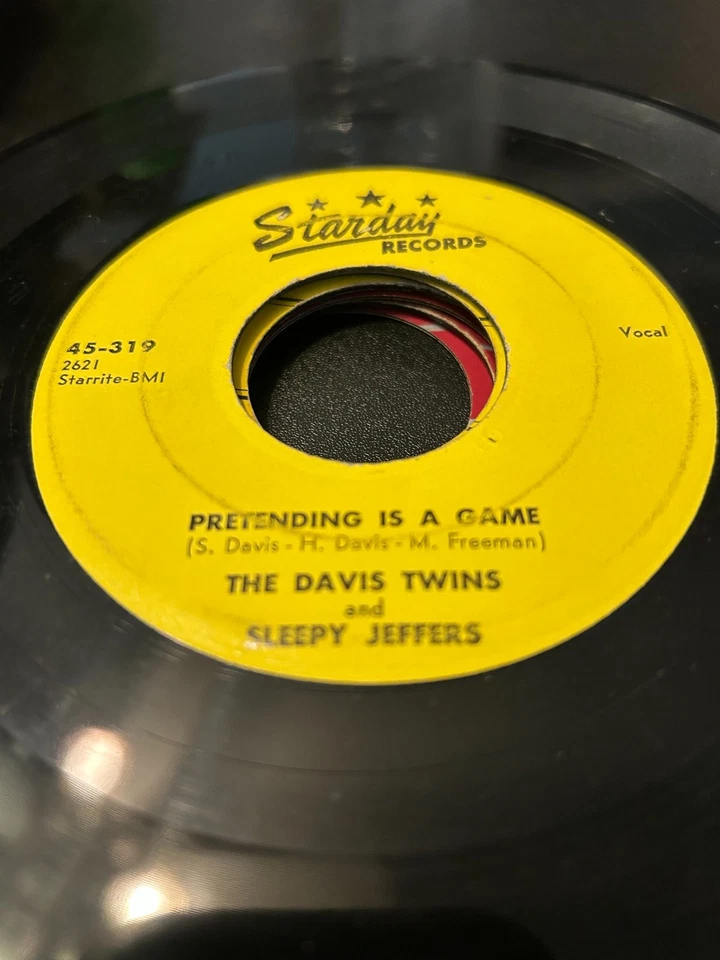 Starday
RECORDS
45-319
2621
Starrite-BMI
Vocal
PRETENDING IS A GAME
(S. Davis - H. Davis - M. Freeman)
THE DAVIS TWINS
and
SLEEPY JEFFERS